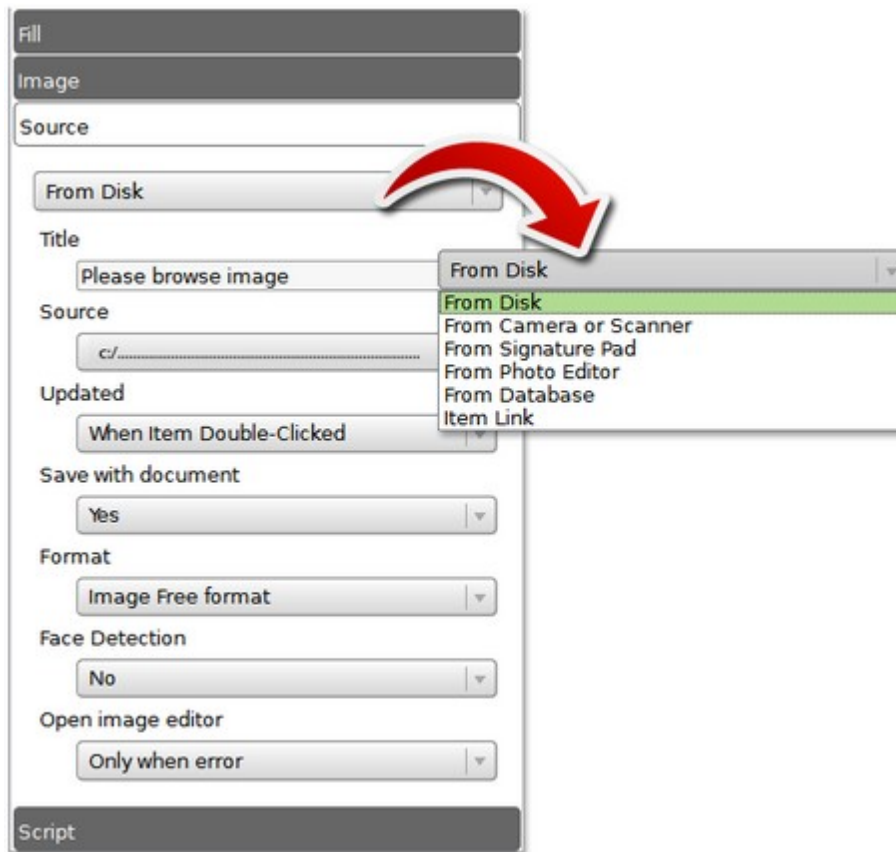 Fill
Image
Source
From Disk
Title
Please browse image
Source
c:/.........................................................................................
Updated
When Item Double-Clicked
Save with document
Yes
Format
Image Free format
Face Detection
No
Open image editor
Only when error
Script
From Disk
From Disk
From Camera or Scanner
From Signature Pad
From Photo Editor
From Database
Item Link